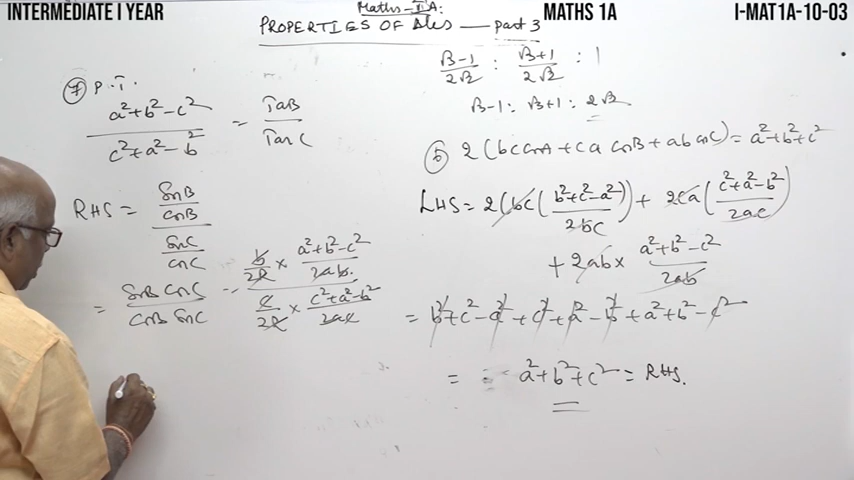 INTERMEDIATE I YEAR
MATHS 1A
I-MAT1A-10-03
Maths-IA:
PROPERTIES OF Δles — part 3
7 P.T.
a²+b²-c² / c²+a²-b² = TanB / TanC
RHS = SinB/cosB / SinC/cosC
= SinB cosC / cosB SinC = b/2R × a²+b²-c²/2ab / c/2R × c²+a²-b²/2ac
√3-1/2√2 : √3+1/2√2 : 1
√3-1 : √3+1 : 2√2
6 2(bc cosA + ca cosB + ab cosC) = a²+b²+c²
LHS = 2(bc(b²+c²-a²/2bc)) + 2ca(c²+a²-b²/2ac)
+ 2ab × a²+b²-c²/2ab
= b²+c²-a²+c²+a²-b²+a²+b²-c²
= a²+b²+c² = RHS.